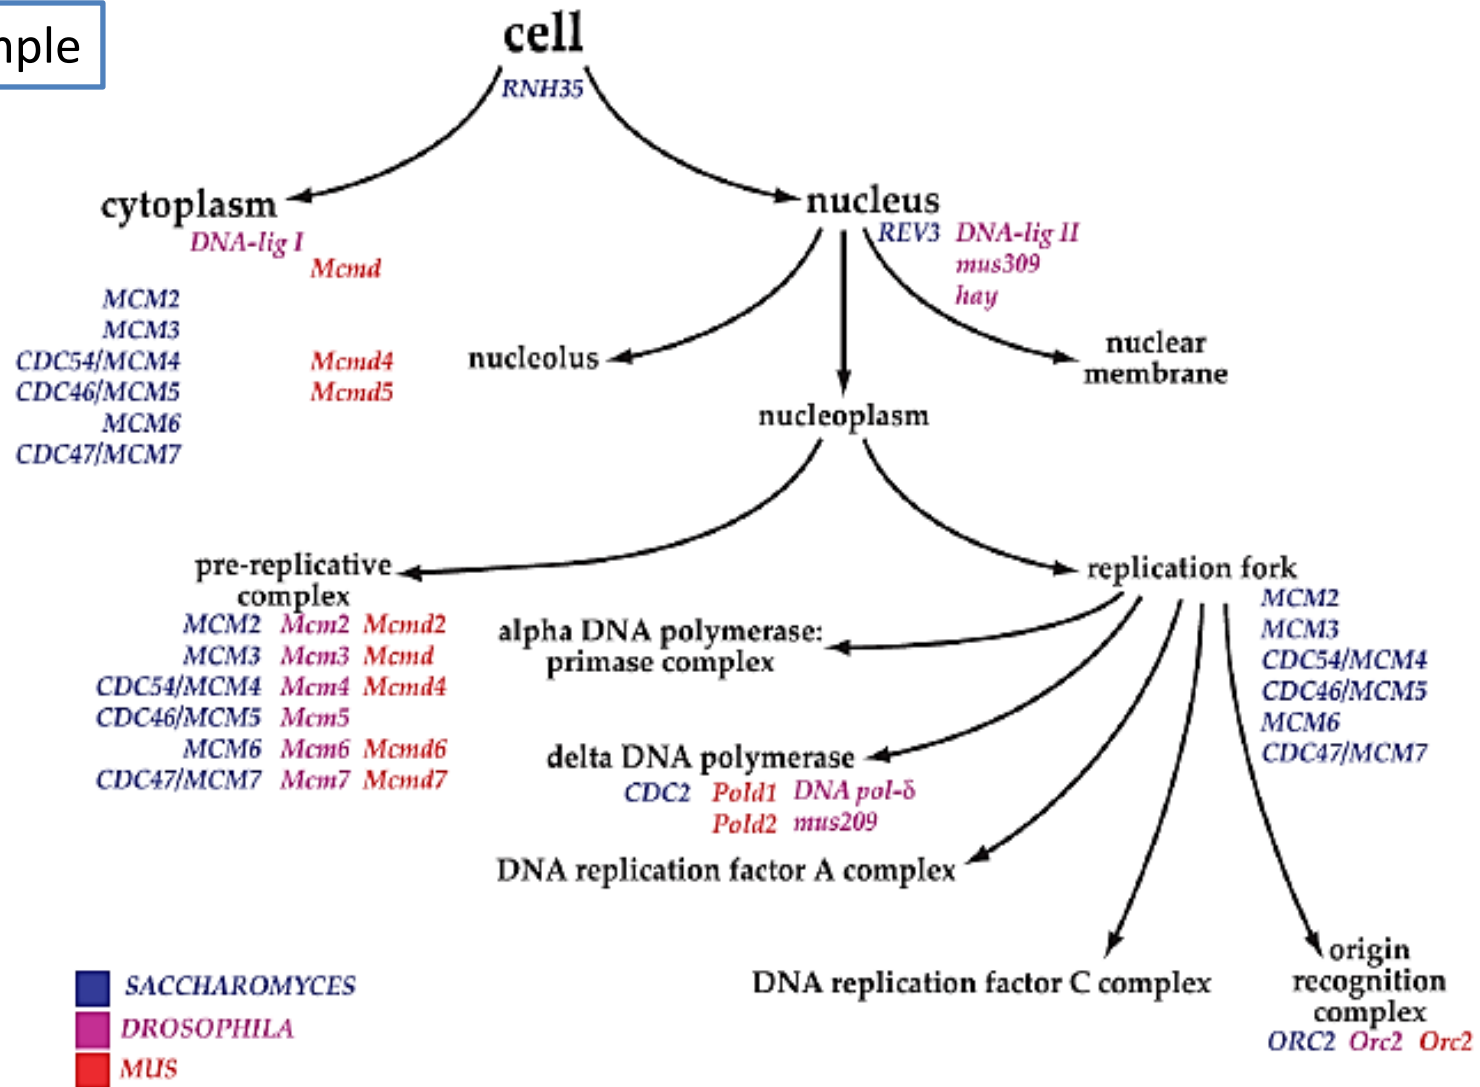 mple
cell
RNH35
cytoplasm
DNA-lig I
Mcmd
MCM2
MCM3
CDC54/MCM4 Mcmd4
CDC46/MCM5 Mcmd5
MCM6
CDC47/MCM7
nucleus
REV3 DNA-lig II
mus309
hay
nucleolus
nuclear
membrane
nucleoplasm
pre-replicative
complex
MCM2 Mcm2 Mcmd2
MCM3 Mcm3 Mcmd
CDC54/MCM4 Mcm4 Mcmd4
CDC46/MCM5 Mcm5
MCM6 Mcm6 Mcmd6
CDC47/MCM7 Mcm7 Mcmd7
replication fork
MCM2
MCM3
CDC54/MCM4
CDC46/MCM5
MCM6
CDC47/MCM7
alpha DNA polymerase:
primase complex
delta DNA polymerase
CDC2 Pold1 DNA pol-δ
Pold2 mus209
DNA replication factor A complex
DNA replication factor C complex
origin
recognition
complex
ORC2 Orc2 Orc2
SACCHAROMYCES
DROSOPHILA
MUS